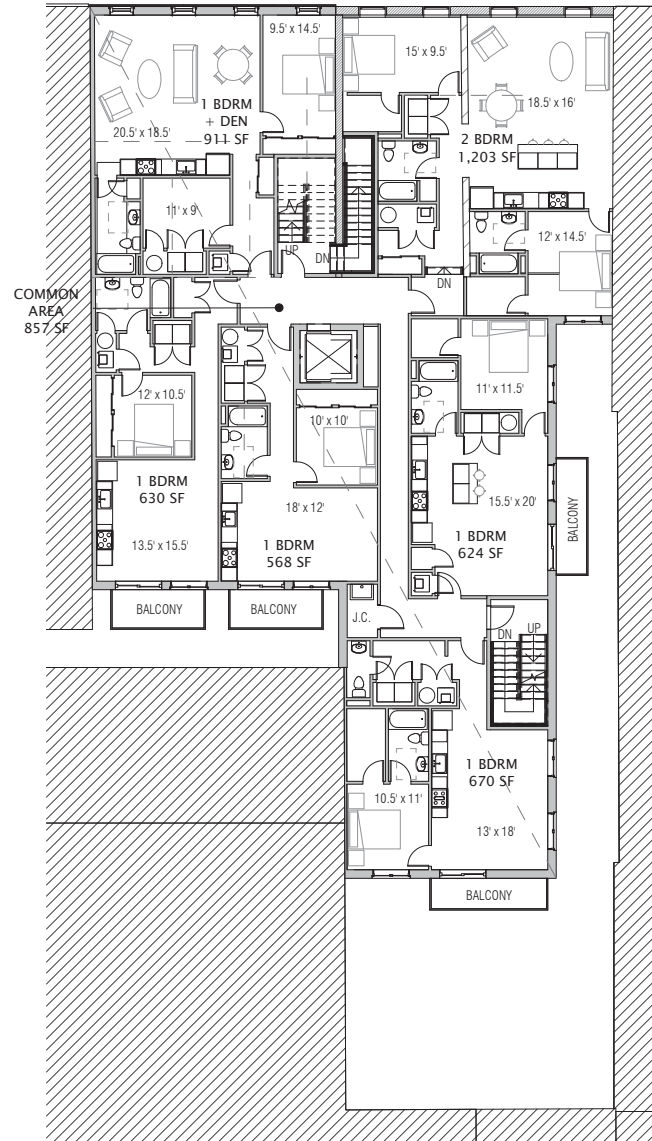 9.5' x 14.5'
15' x 9.5'
18.5' x 16'
1 BDRM
+ DEN
911 SF
20.5' x 18.5'
2 BDRM
1,203 SF
11' x 9'
12' x 14.5'
UP
DN
DN
COMMON
AREA
857 SF
12' x 10.5'
11' x 11.5'
10' x 10'
1 BDRM
630 SF
18' x 12'
15.5' x 20'
13.5' x 15.5'
1 BDRM
568 SF
1 BDRM
624 SF
BALCONY
BALCONY
BALCONY
J.C.
DN
UP
1 BDRM
670 SF
10.5' x 11'
13' x 18'
BALCONY